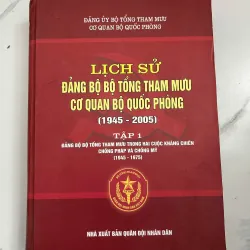 ĐẢNG ỦY BỘ TỔNG THAM MƯU
CƠ QUAN BỘ QUỐC PHÒNG
LỊCH SỬ
ĐẢNG BỘ BỘ TỔNG THAM MƯU
CƠ QUAN BỘ QUỐC PHÒNG
(1945 - 2005)
TẬP 1
ĐẢNG BỘ BỘ TỔNG THAM MƯU TRONG HAI CUỘC KHÁNG CHIẾN
CHỐNG PHÁP VÀ CHỐNG MỸ
(1945 - 1975)
NHÀ XUẤT BẢN QUÂN ĐỘI NHÂN DÂN